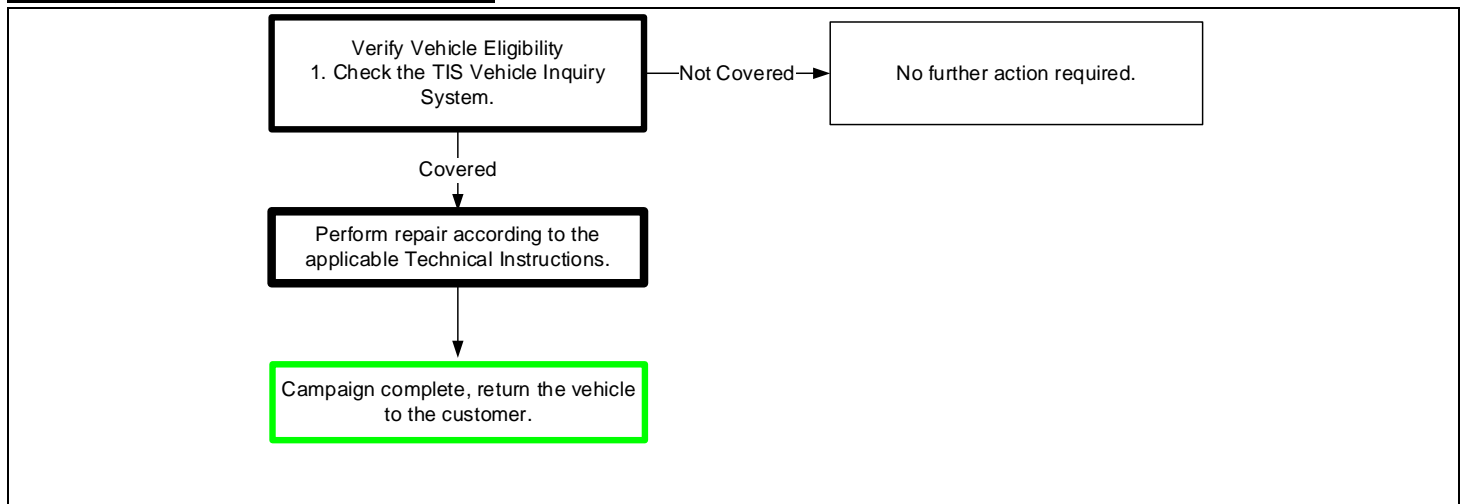 Verify Vehicle Eligibility
1. Check the TIS Vehicle Inquiry
System.
Not Covered
No further action required.
Covered
Perform repair according to the
applicable Technical Instructions.
Campaign complete, return the vehicle
to the customer.